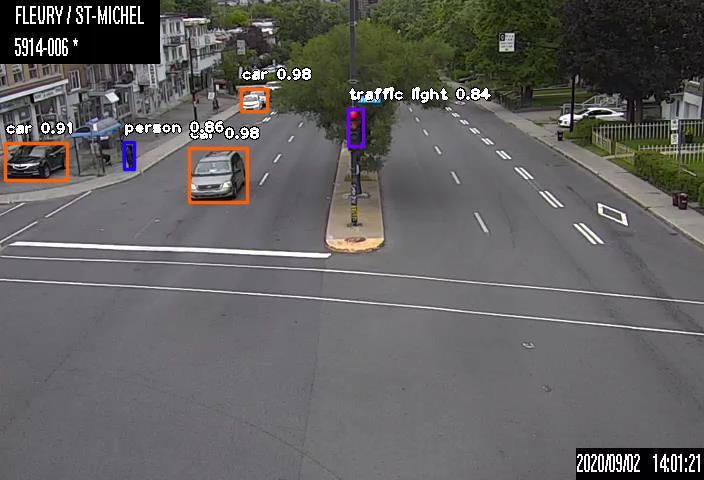 FLEURY / ST-MICHEL
5914-006 *
car 0.98
traffic light 0.84
car 0.91
person 0.86
car 0.98
2020/09/02 14:01:21